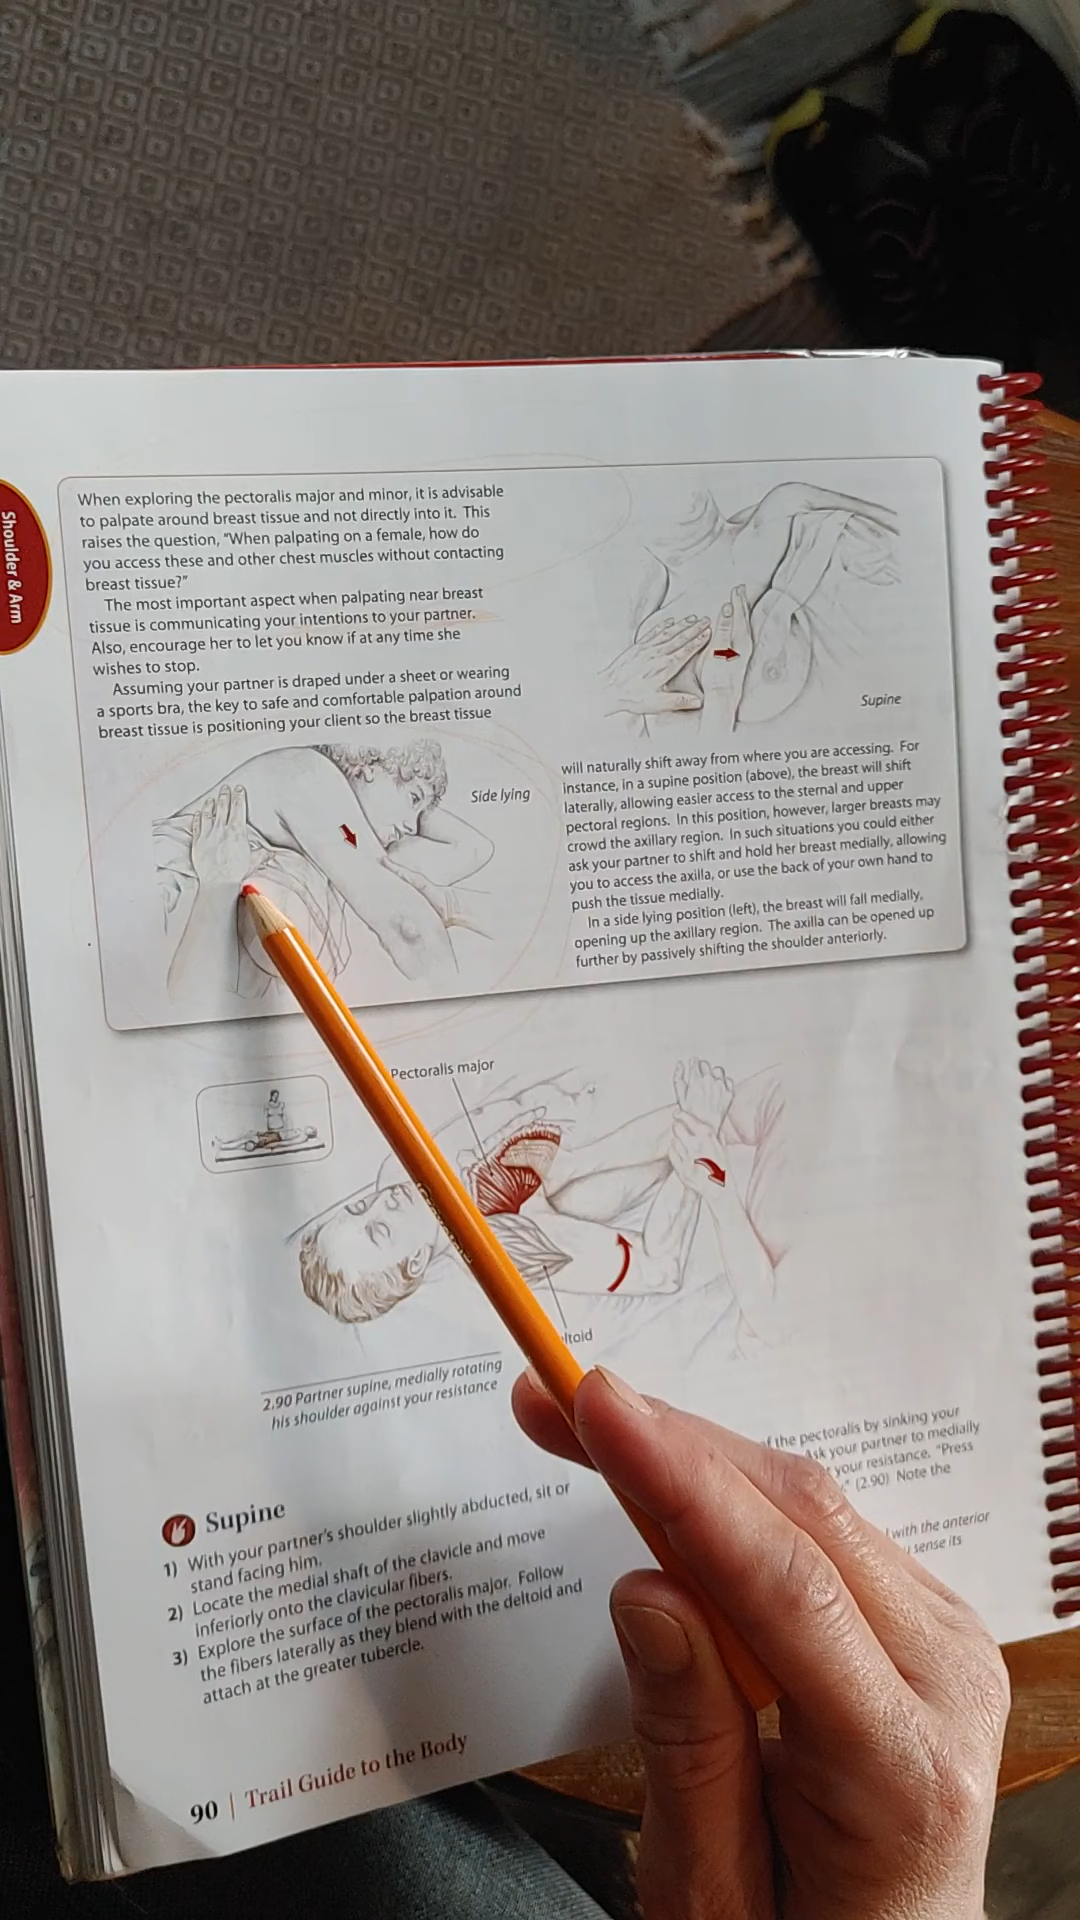 Shoulder & Arm
When exploring the pectoralis major and minor, it is advisable
to palpate around breast tissue and not directly into it. This
raises the question, "When palpating on a female, how do
you access these and other chest muscles without contacting
breast tissue?"
The most important aspect when palpating near breast
tissue is communicating your intentions to your partner.
Also, encourage her to let you know if at any time she
wishes to stop.
Assuming your partner is draped under a sheet or wearing
a sports bra, the key to safe and comfortable palpation around
breast tissue is positioning your client so the breast tissue
Side lying
Supine
will naturally shift away from where you are accessing. For
instance, in a supine position (above), the breast will shift
laterally, allowing easier access to the sternal and upper
pectoral regions. In this position, however, larger breasts may
crowd the axillary region. In such situations you could either
ask your partner to shift and hold her breast medially, allowing
you to access the axilla, or use the back of your own hand to
push the tissue medially.
In a side lying position (left), the breast will fall medially,
opening up the axillary region. The axilla can be opened up
further by passively shifting the shoulder anteriorly.
Pectoralis major
ltoid
2.90 Partner supine, medially rotating
his shoulder against your resistance
Supine
1) With your partner's shoulder slightly abducted, sit or
stand facing him.
2) Locate the medial shaft of the clavicle and move
inferiorly onto the clavicular fibers.
3) Explore the surface of the pectoralis major. Follow
the fibers laterally as they blend with the deltoid and
attach at the greater tubercle.
of the pectoralis by sinking your
Ask your partner to medially
your resistance. "Press
" (2.90) Note the
with the anterior
sense its
90 | Trail Guide to the Body